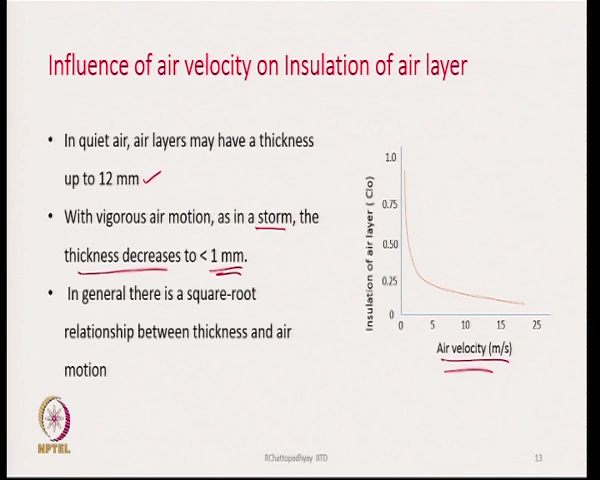 Influence of air velocity on Insulation of air layer
• In quiet air, air layers may have a thickness
up to 12 mm
• With vigorous air motion, as in a storm, the
thickness decreases to < 1 mm.
• In general there is a square-root
relationship between thickness and air
motion
Insulation of air layer ( Clo)
1.0
0.75
0.50
0.25
0
0 5 10 15 25
Air velocity (m/s)
NPTEL
RChattopadhyay IITD
13